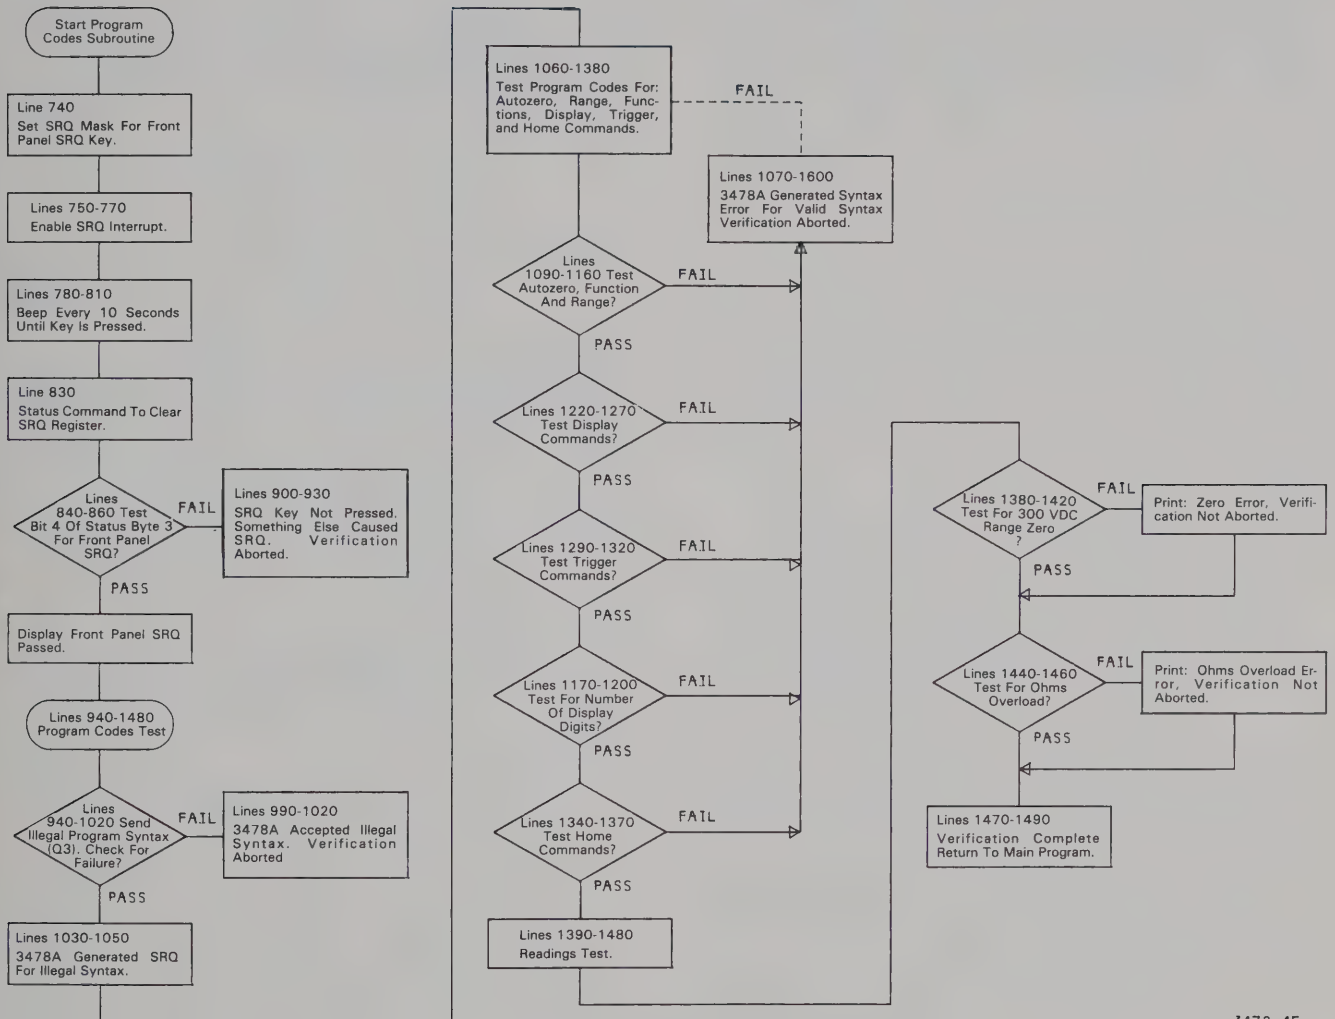 Start Program
Codes Subroutine
Line 740
Set SRQ Mask For Front
Panel SRQ Key.
Lines 750-770
Enable SRQ Interrupt.
Lines 780-810
Beep Every 10 Seconds
Until Key Is Pressed.
Line 830
Status Command To Clear
SRQ Register.
Lines
840-860 Test
Bit 4 Of Status Byte 3
For Front Panel
SRQ?
FAIL
Lines 900-930
SRQ Key Not Pressed.
Something Else Caused
SRQ. Verification
Aborted.
PASS
Display Front Panel SRQ
Passed.
Lines 940-1480
Program Codes Test
Lines
940-1020 Send
Illegal Program Syntax
(Q3). Check For
Failure?
FAIL
Lines 990-1020
3478A Accepted Illegal
Syntax. Verification
Aborted
PASS
Lines 1030-1050
3478A Generated SRQ
For Illegal Syntax.
Lines 1060-1380
Test Program Codes For:
Autozero, Range, Func-
tions, Display, Trigger,
and Home Commands.
FAIL
Lines 1070-1600
3478A Generated Syntax
Error For Valid Syntax
Verification Aborted.
Lines
1090-1160 Test
Autozero, Function
And Range?
FAIL
PASS
Lines 1220-1270
Test Display
Commands?
FAIL
PASS
Lines 1290-1320
Test Trigger
Commands?
FAIL
PASS
Lines 1170-1200
Test For Number
Of Display
Digits?
FAIL
PASS
Lines 1340-1370
Test Home
Commands?
FAIL
PASS
Lines 1390-1480
Readings Test.
Lines 1380-1420
Test For 300 VDC
Range Zero
?
FAIL
Print: Zero Error, Verifi-
cation Not Aborted.
PASS
Lines 1440-1460
Test For Ohms
Overload?
FAIL
Print: Ohms Overload Er-
ror, Verification Not
Aborted.
PASS
Lines 1470-1490
Verification Complete
Return To Main Program.